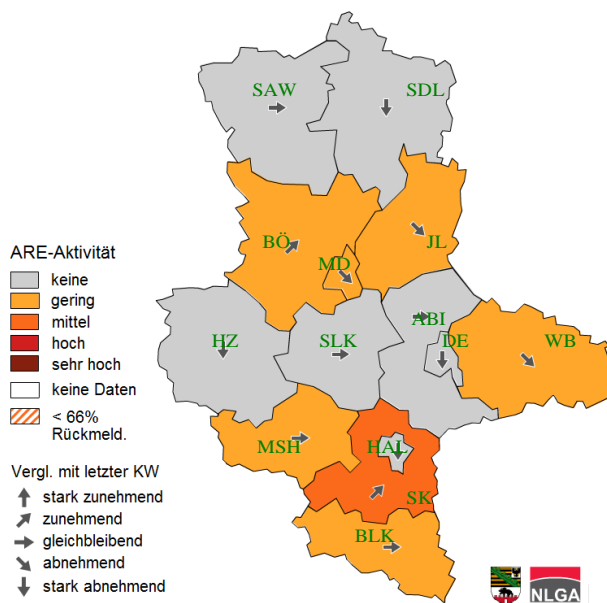 SAW
SDL
BÖ
MD
JL
ABI
HZ
SLK
DE
WB
MSH
HAL
SK
BLK
ARE-Aktivität
keine
gering
mittel
hoch
sehr hoch
keine Daten
< 66%
Rückmeld.
Vergl. mit letzter KW
stark zunehmend
zunehmend
gleichbleibend
abnehmend
stark abnehmend
NLGA